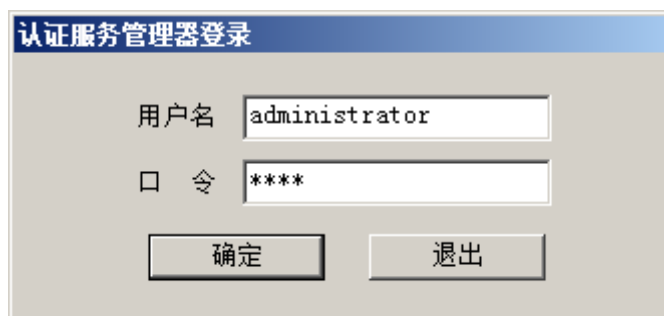 认证服务管理器登录
用户名 administrator
口 令 ****
确定 退出